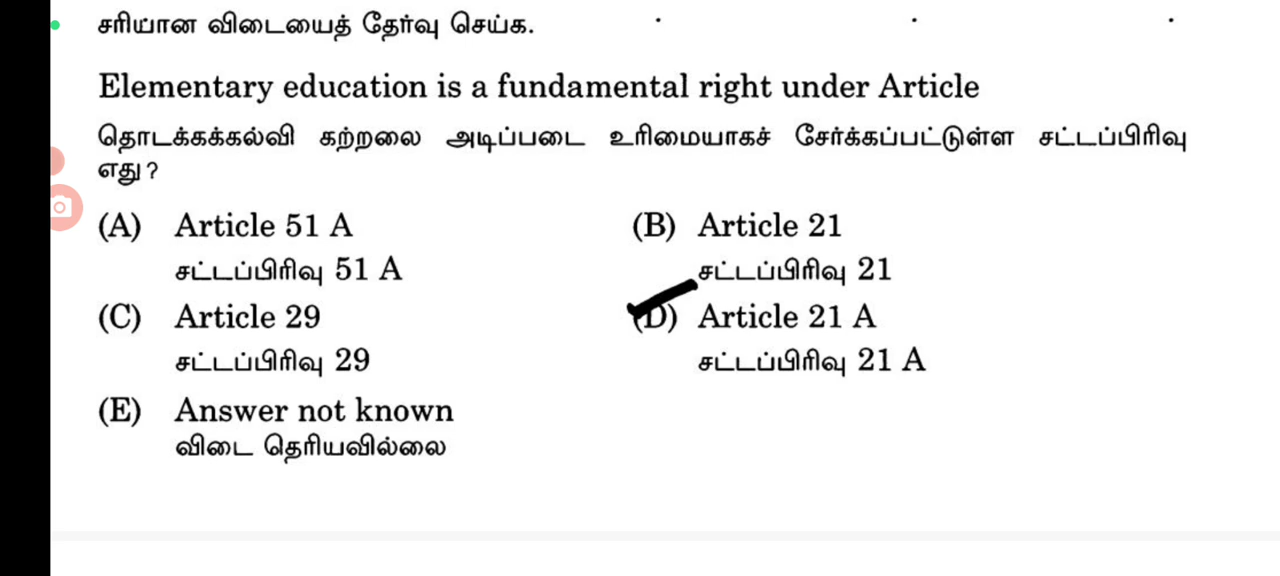 சரியான விடையைத் தேர்வு செய்க.
Elementary education is a fundamental right under Article
தொடக்கக்கல்வி கற்றலை அடிப்படை உரிமையாகச் சேர்க்கப்பட்டுள்ள சட்டப்பிரிவு
எது?
(A) Article 51 A
சட்டப்பிரிவு 51 A
(B) Article 21
சட்டப்பிரிவு 21
(C) Article 29
சட்டப்பிரிவு 29
(D) Article 21 A
சட்டப்பிரிவு 21 A
(E) Answer not known
விடை தெரியவில்லை